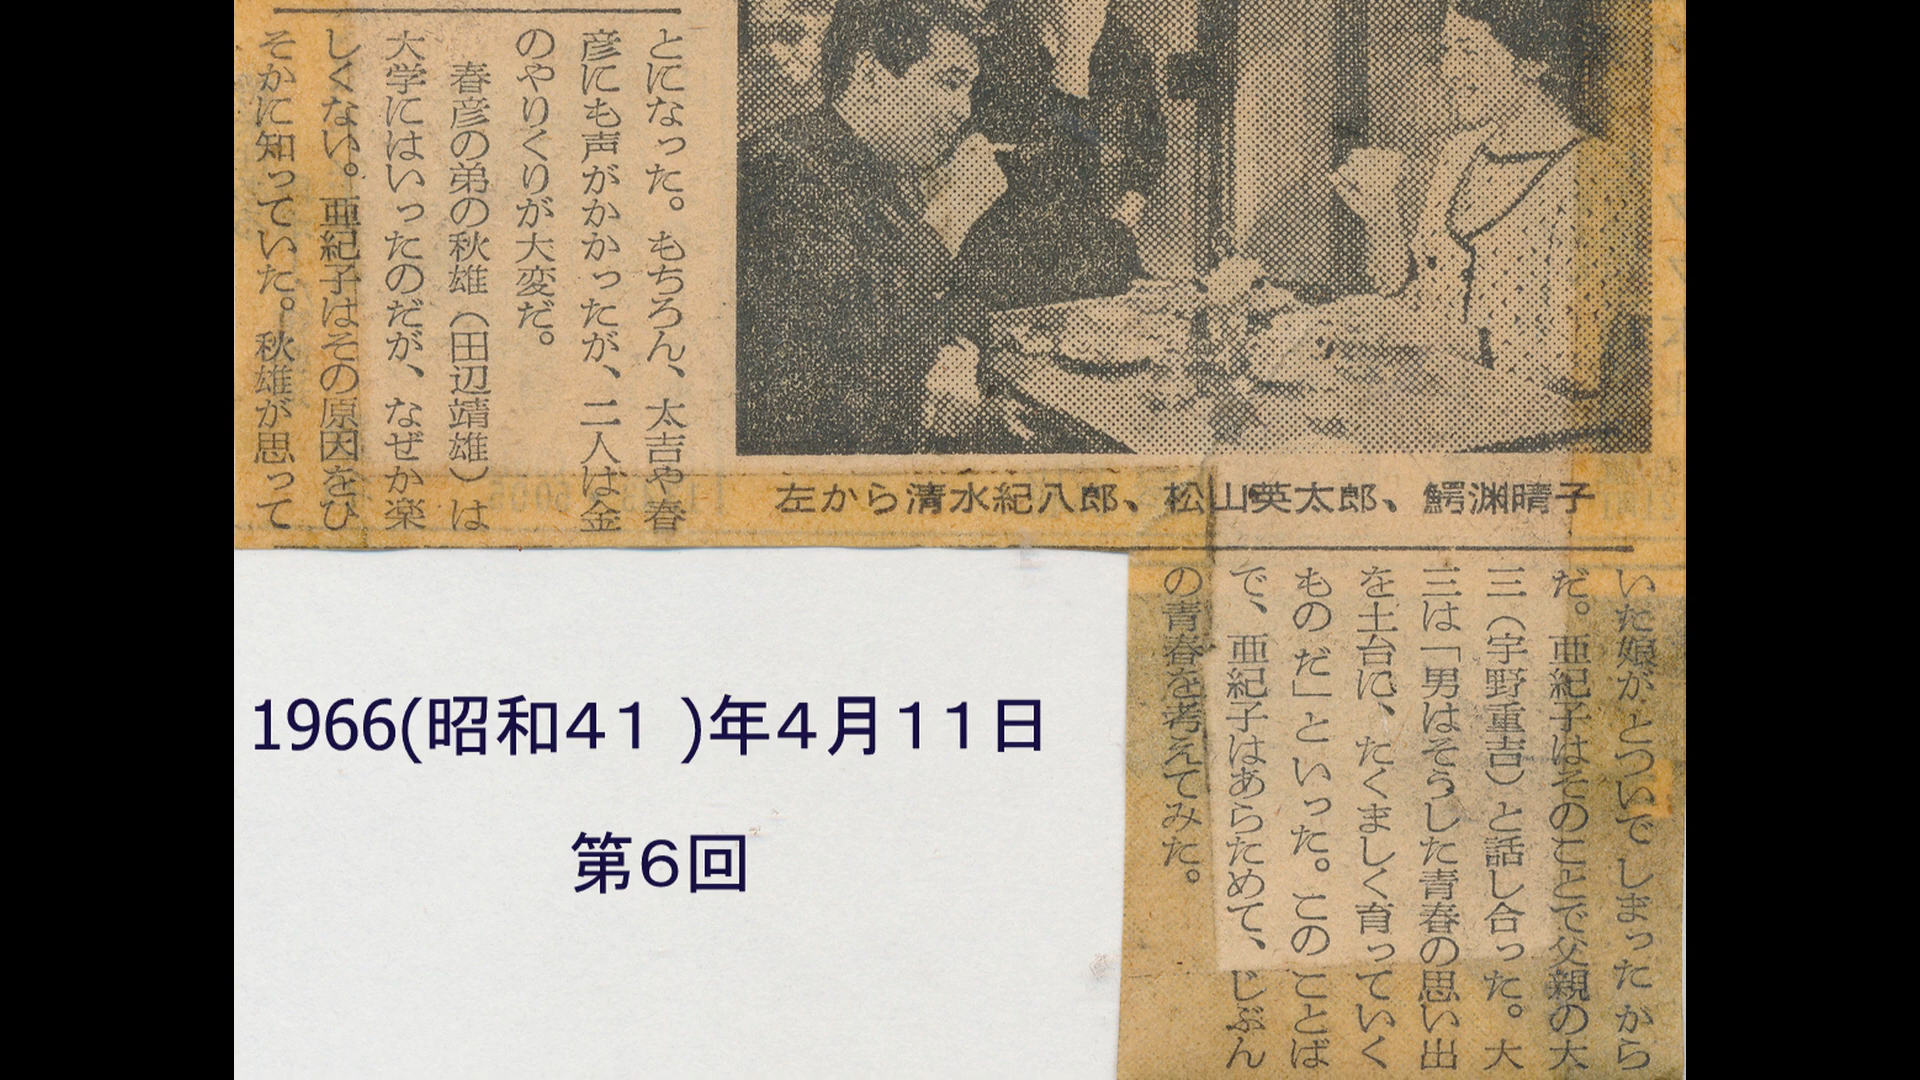 とになった。もちろん、太吉や春
彦にも声がかかったが、二人は金
のやりくりが大変だ。
春彦の弟の秋雄（田辺靖雄）は
大学にはいったのだが、なぜか楽
しくない。亜紀子はその原因をひ
そかに知っていた。秋雄が思って
左から清水紀八郎、松山英太郎、鰐渊晴子
いた娘がとついでしまったから
だ。亜紀子はそのことで父親の大
三（宇野重吉）と話し合った。大
三は「男はそうした青春の思い出
を土台に、たくましく育っていく
ものだ」といった。このことば
で、亜紀子はあらためて、じぶん
の青春を考えてみた。
1966(昭和４１ )年４月１１日
第６回